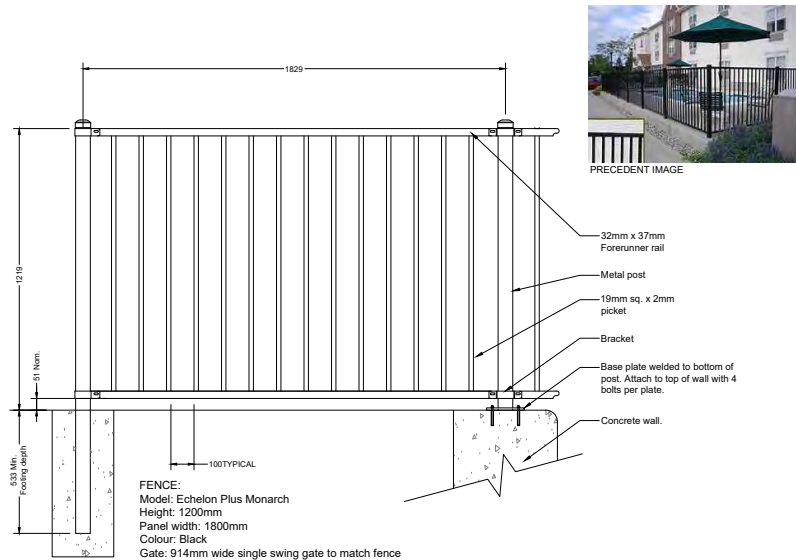 1829
PRECEDENT IMAGE
32mm x 37mm
Forerunner rail
Metal post
1219
19mm sq. x 2mm
picket
Bracket
51 Nom.
Base plate welded to bottom of
post. Attach to top of wall with 4
bolts per plate.
Concrete wall.
533 Min.
Footing depth
100TYPICAL
FENCE:
Model: Echelon Plus Monarch
Height: 1200mm
Panel width: 1800mm
Colour: Black
Gate: 914mm wide single swing gate to match fence